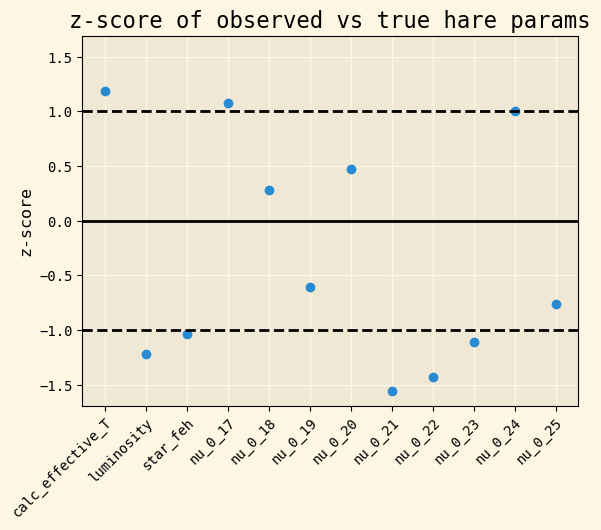 z-score of observed vs true hare params
z-score
1.5
1.0
0.5
0.0
−0.5
−1.0
−1.5
calc_effective_T
luminosity
star_feh
nu_0_17
nu_0_18
nu_0_19
nu_0_20
nu_0_21
nu_0_22
nu_0_23
nu_0_24
nu_0_25